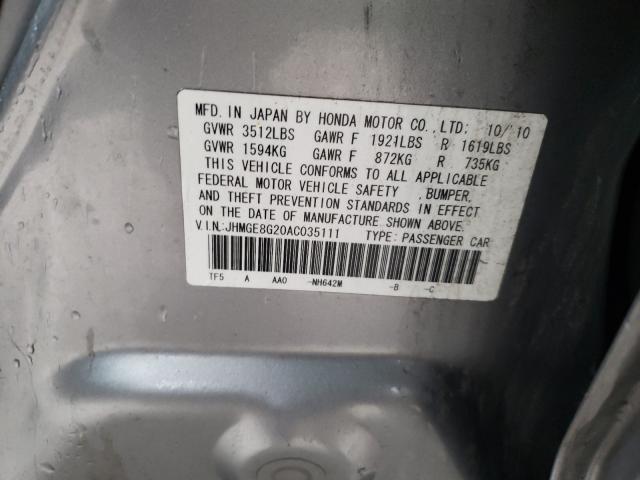 MFD. IN JAPAN BY HONDA MOTOR CO.,LTD: 10/'10
GVWR 3512LBS GAWR F 1921LBS R 1619LBS
GVWR 1594KG GAWR F 872KG R 735KG
THIS VEHICLE CONFORMS TO ALL APPLICABLE
FEDERAL MOTOR VEHICLE SAFETY ,BUMPER,
AND THEFT PREVENTION STANDARDS IN EFFECT
ON THE DATE OF MANUFACTURE SHOWN ABOVE.
V.I.N.:JHMGE8G20AC035111 TYPE: PASSENGER CAR
TF5 A AA0 -NH642M -B -C